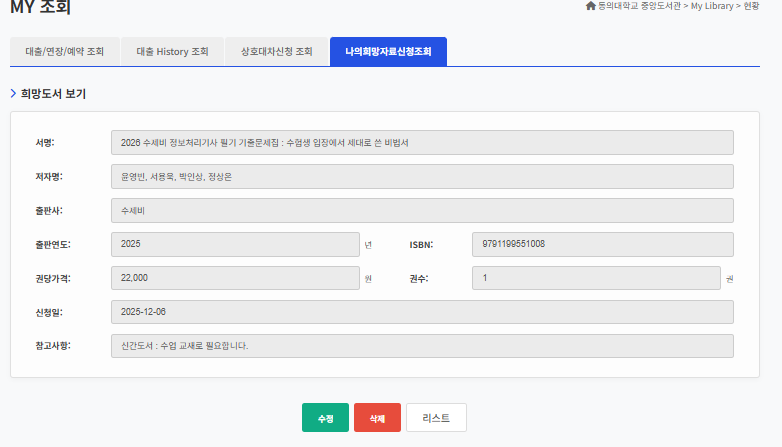 MY 조회
동의대학교 중앙도서관 > My Library > 현황
대출/연장/예약 조회
대출 History 조회
상호대차신청 조회
나의희망자료신청조회
희망도서 보기
서명: 2026 수제비 정보처리기사 필기 기출문제집 : 수험생 입장에서 제대로 쓴 비법서
저자명: 윤영빈, 서용욱, 박인상, 정상온
출판사: 수제비
출판연도: 2025 년 ISBN: 9791199551008
권당가격: 22,000 원 권수: 1 권
신청일: 2025-12-06
참고사항: 신간도서 : 수업 교재로 필요합니다.
수정
삭제
리스트